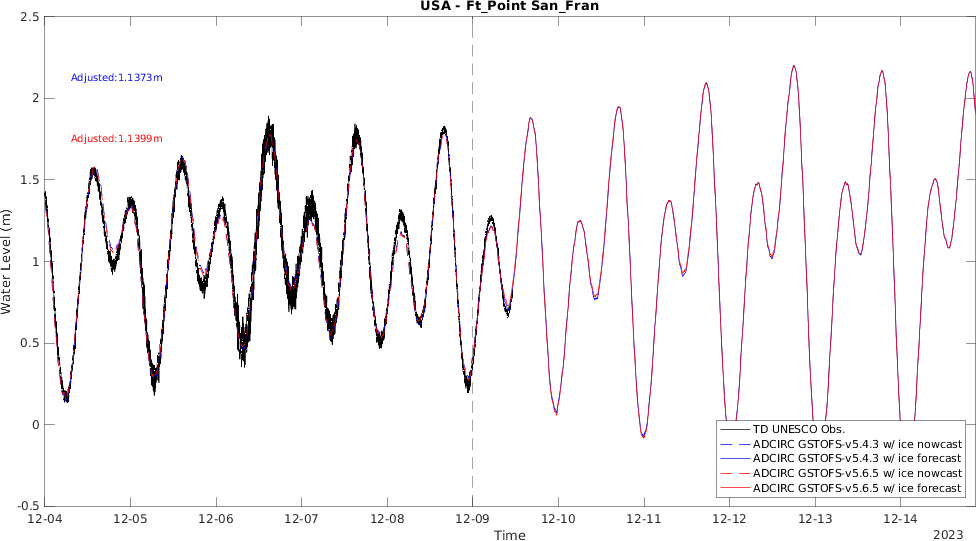 USA - Ft_Point San_Fran
2.5
Adjusted:1.1373m
2
Adjusted:1.1399m
1.5
Water Level (m)
1
0.5
0
TD UNESCO Obs.
ADCIRC GSTOFS-v5.4.3 w/ ice nowcast
ADCIRC GSTOFS-v5.4.3 w/ ice forecast
ADCIRC GSTOFS-v5.6.5 w/ ice nowcast
ADCIRC GSTOFS-v5.6.5 w/ ice forecast
-0.5
12-04 12-05 12-06 12-07 12-08 12-09 12-10 12-11 12-12 12-13 12-14
Time
2023